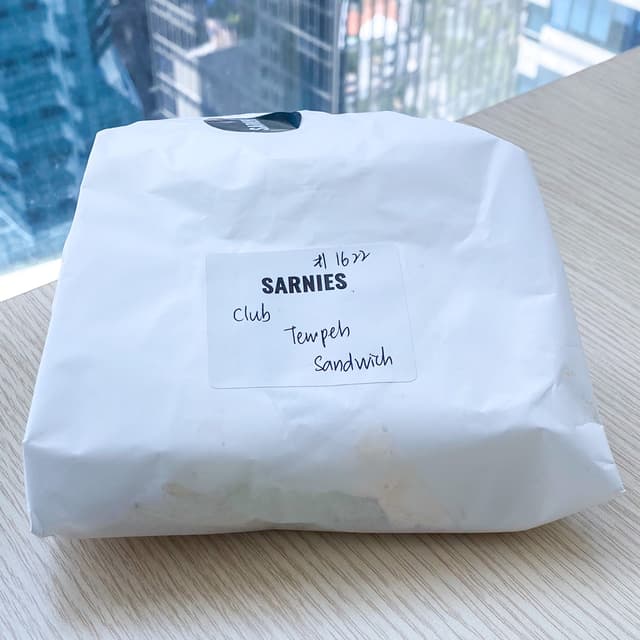 #1622
SARNIES
Club
Tempeh
Sandwich